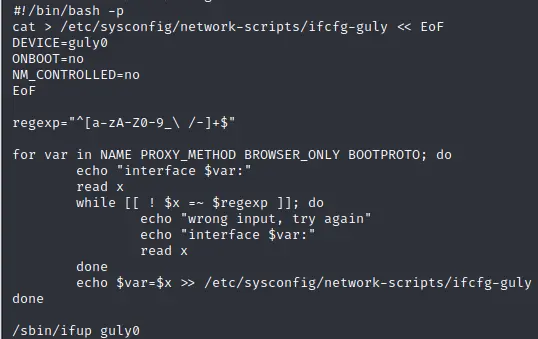 #!/bin/bash -p
cat > /etc/sysconfig/network-scripts/ifcfg-guly << EoF
DEVICE=guly0
ONBOOT=no
NM_CONTROLLED=no
EoF

regexp="^[a-zA-Z0-9_\ /-]+$"

for var in NAME PROXY_METHOD BROWSER_ONLY BOOTPROTO; do
        echo "interface $var:"
        read x
        while [[ ! $x =~ $regexp ]]; do
                echo "wrong input, try again"
                echo "interface $var:"
                read x
        done
        echo $var=$x >> /etc/sysconfig/network-scripts/ifcfg-guly
done

/sbin/ifup guly0